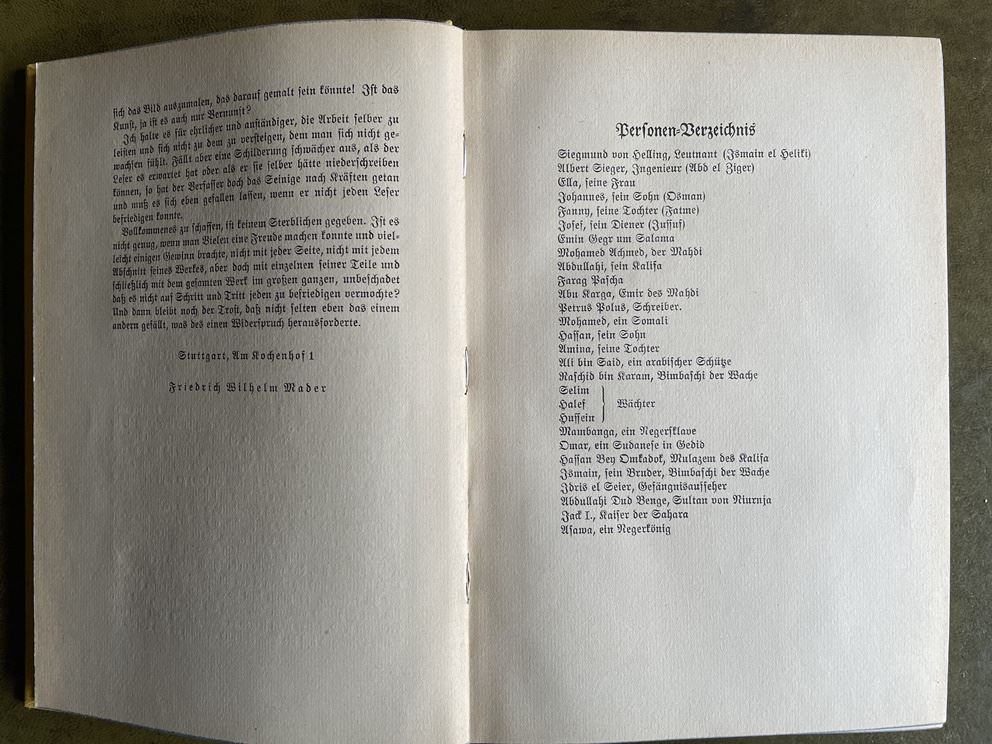 sich das Bild auszumalen, das darauf gemalt sein könnte! Ist das
Kunst, ja ist es auch nur Vernunft?
Ich halte es für ehrlicher und anständiger, die Arbeit selber zu
leisten und sich nicht zu dem zu versteigen, dem man sich nicht ge-
wachsen fühlt. Fällt aber eine Schilderung schwächer aus, als der
Leser es erwartet hat oder als er sie selber hätte niederschreiben
können, so hat der Verfasser doch das Seinige nach Kräften getan
und muß es sich eben gefallen lassen, wenn er nicht jeden Leser
befriedigen konnte.
Vollkommenes zu schaffen, ist keinem Sterblichen gegeben. Ist es
nicht genug, wenn man Vielen eine Freude machen konnte und viel-
leicht einigen Gewinn brachte, nicht mit jeder Seite, nicht mit jedem
Abschnitt seines Werkes, aber doch mit einzelnen seiner Teile und
schließlich mit dem gesamten Werk im großen ganzen, unbeschadet
daß es nicht auf Schritt und Tritt jeden zu befriedigen vermochte?
Und dann bleibt noch der Trost, daß nicht selten eben das einem
andern gefällt, was des einen Widerspruch herausforderte.
Stuttgart, Am Kochenhof 1
Friedrich Wilhelm Mader
Personen-Verzeichnis
Siegmund von Helling, Leutnant (Ismain el Heliki)
Albert Sieger, Ingenieur (Abd el Ziger)
Ella, seine Frau
Johannes, sein Sohn (Osman)
Fanny, seine Tochter (Fatme)
Josef, sein Diener (Jussuf)
Emin Gegr um Salama
Mohamed Achmed, der Mahdi
Abdullahi, sein Kalifa
Farag Pascha
Abu Karga, Emir des Mahdi
Petrus Polus, Schreiber.
Mohamed, ein Somali
Hassan, sein Sohn
Amina, seine Tochter
Ali bin Said, ein arabischer Schütze
Raschid bin Karam, Bimbaschi der Wache
Selim
Halef } Wächter
Hussein
Mambanga, ein Negersklave
Omar, ein Sudanese in Gedid
Hassan Bey Omkadok, Mulazem des Kalifa
Ismain, sein Bruder, Bimbaschi der Wache
Idris el Seier, Gefängnisaufseher
Abdullahi Dud Benge, Sultan von Niurnja
Jack I., Kaiser der Sahara
Asawa, ein Negerkönig